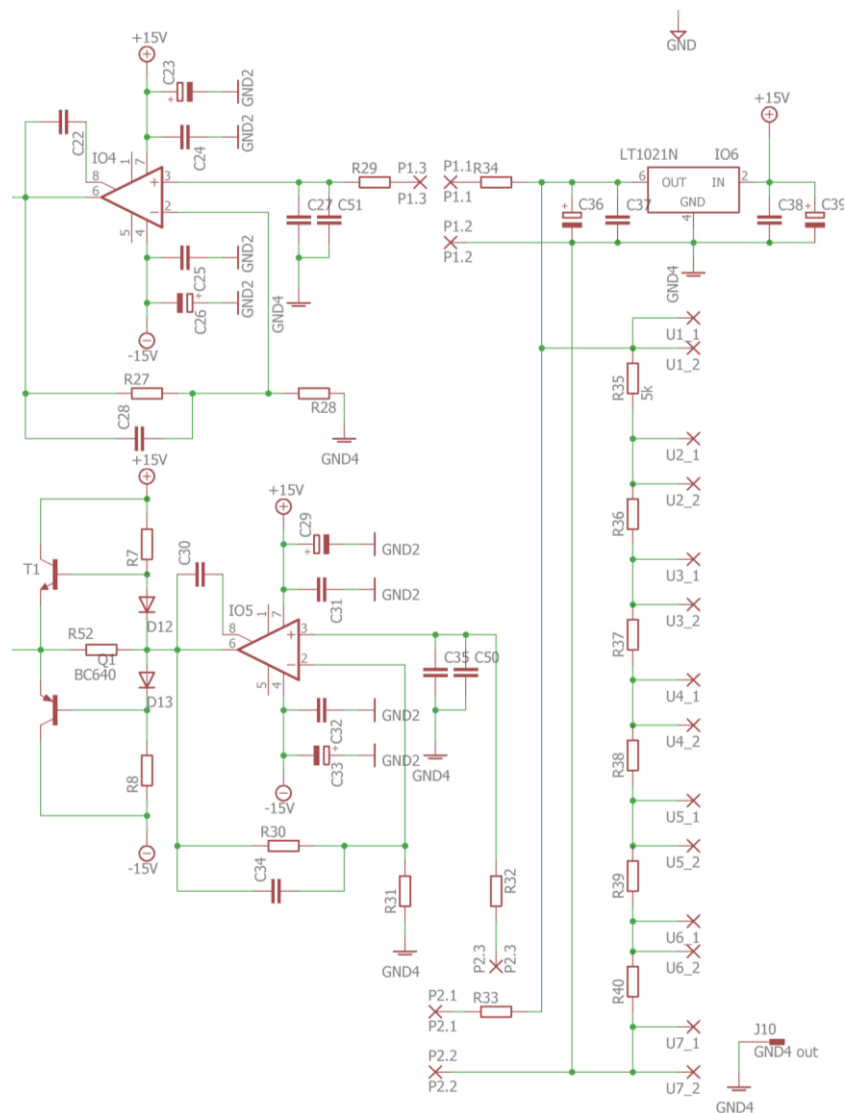 +15V
C23
GND2
C22
IO4
1
7
C24
GND2
8
6
3
2
5
4
+
−
R29
P1.3
P1.3
C27
C51
C25
GND2
C26
GND2
-15V
GND4
R27
R28
C28
GND4
GND
P1.1
P1.1
R34
P1.2
P1.2
+15V
LT1021N
IO6
6
OUT
IN
2
GND
4
C36
C37
C38
C39
GND4
U1_1
U1_2
R35
5k
U2_1
U2_2
R36
U3_1
U3_2
R37
U4_1
U4_2
R38
U5_1
U5_2
R39
U6_1
U6_2
R40
U7_1
U7_2
+15V
T1
R7
D12
R52
Q1
BC640
D13
R8
-15V
+15V
C29
GND2
C30
IO5
1
7
C31
GND2
8
6
3
2
5
4
+
−
C35
C50
C32
GND2
C33
GND2
-15V
GND4
R30
C34
R31
GND4
R32
P2.3
P2.3
P2.1
P2.1
R33
P2.2
P2.2
J10
GND4 out
GND4